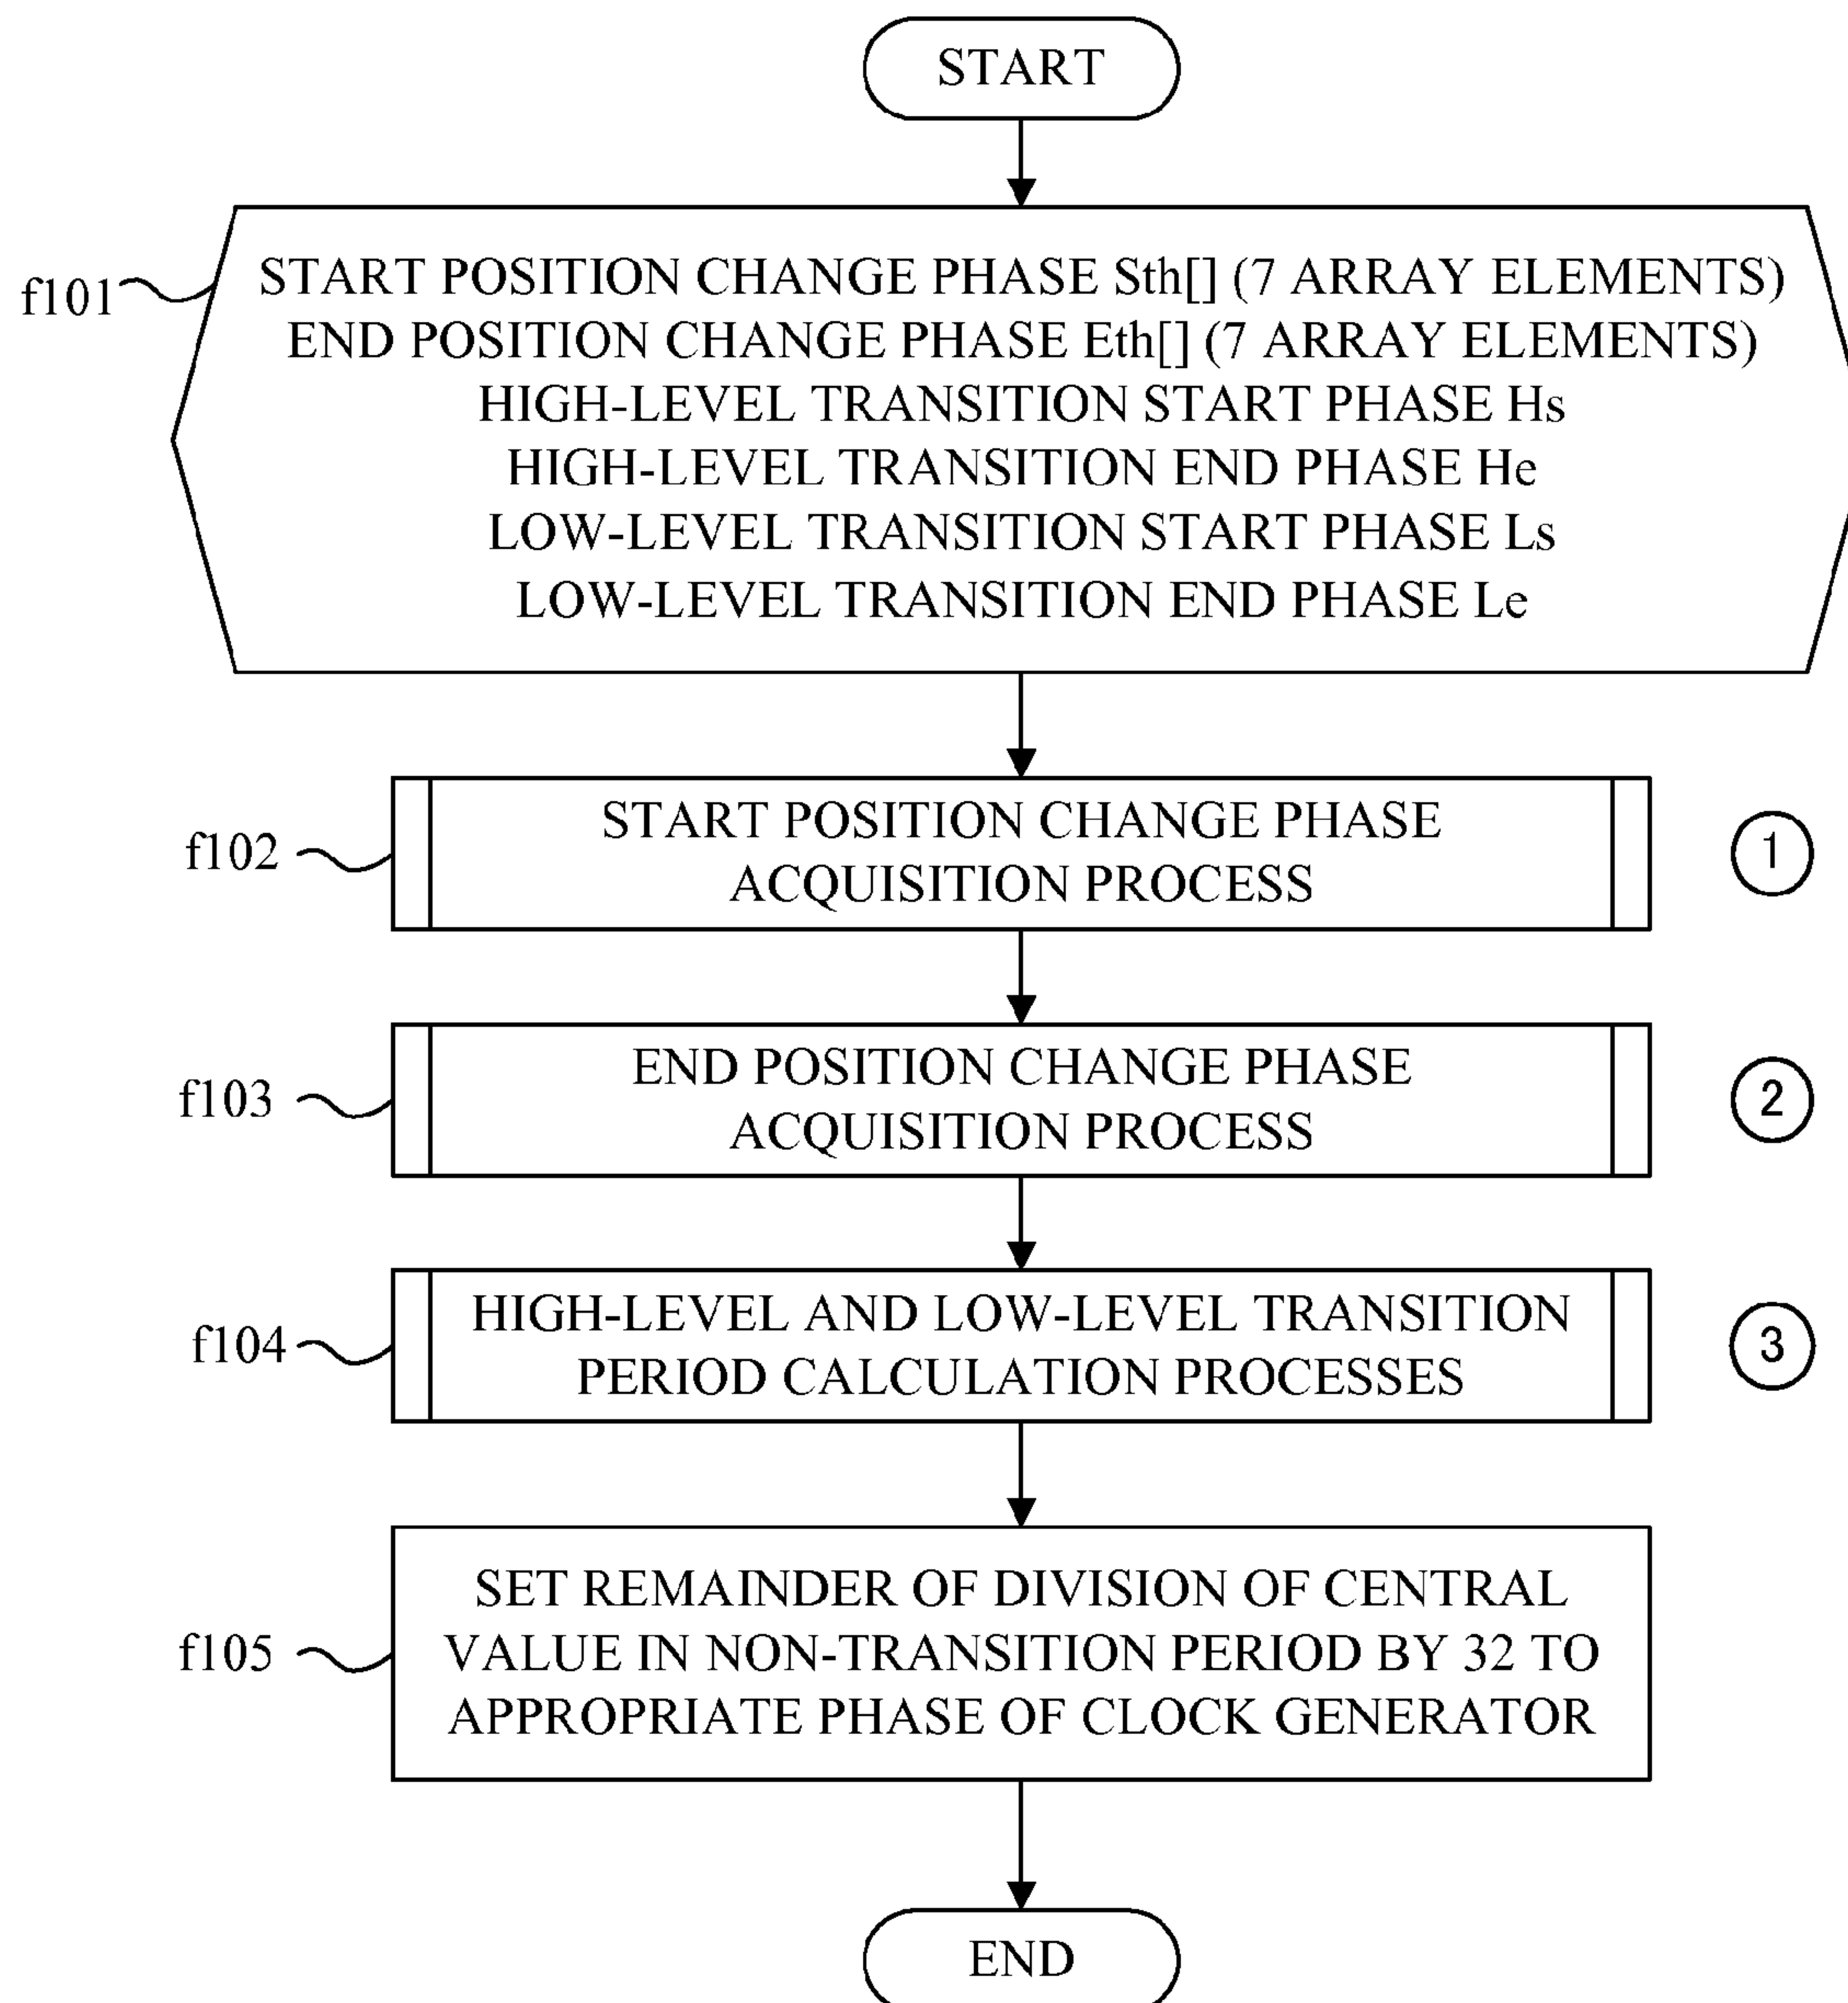 START
f101
START POSITION CHANGE PHASE Sth[] (7 ARRAY ELEMENTS)
END POSITION CHANGE PHASE Eth[] (7 ARRAY ELEMENTS)
HIGH-LEVEL TRANSITION START PHASE Hs
HIGH-LEVEL TRANSITION END PHASE He
LOW-LEVEL TRANSITION START PHASE Ls
LOW-LEVEL TRANSITION END PHASE Le
f102
START POSITION CHANGE PHASE
ACQUISITION PROCESS
1
f103
END POSITION CHANGE PHASE
ACQUISITION PROCESS
2
f104
HIGH-LEVEL AND LOW-LEVEL TRANSITION
PERIOD CALCULATION PROCESSES
3
f105
SET REMAINDER OF DIVISION OF CENTRAL
VALUE IN NON-TRANSITION PERIOD BY 32 TO
APPROPRIATE PHASE OF CLOCK GENERATOR
END